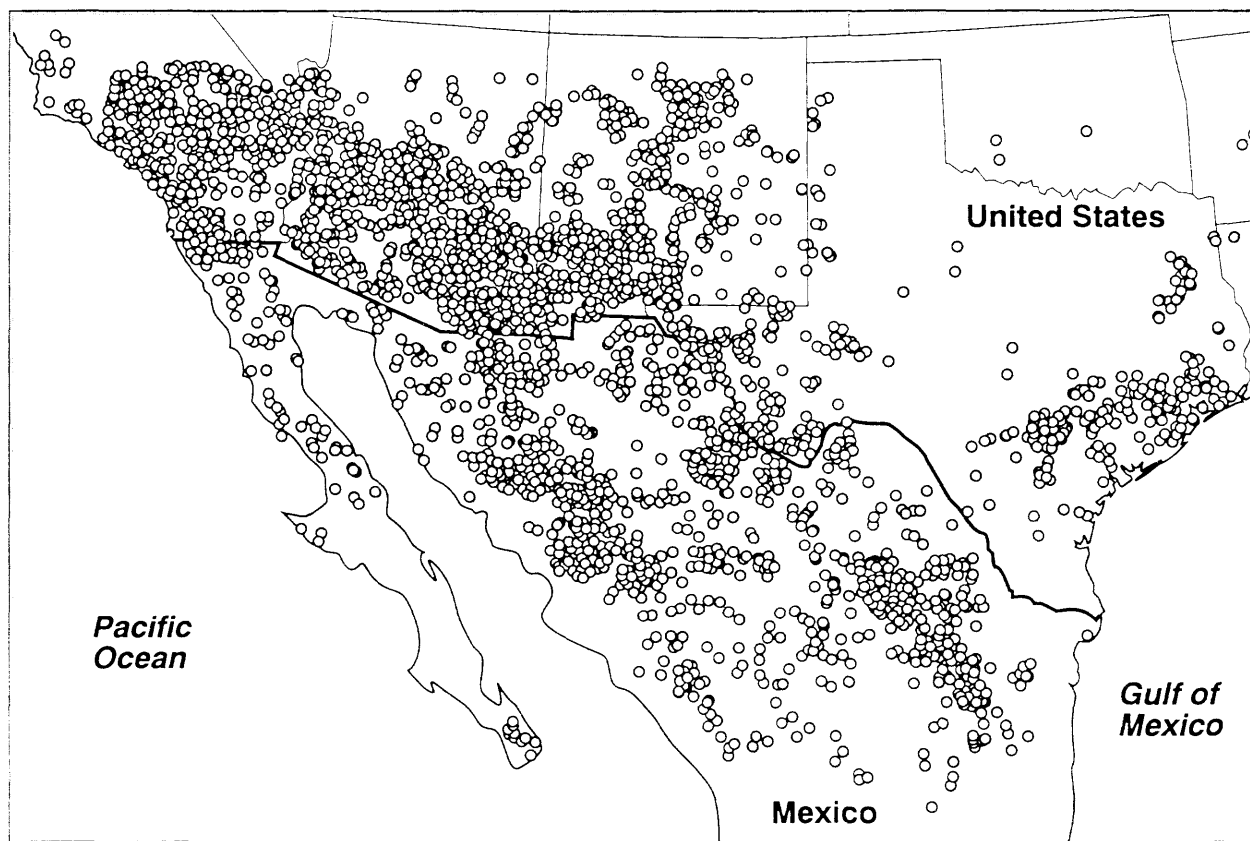 United States
Pacific
Ocean
Gulf of
Mexico
Mexico